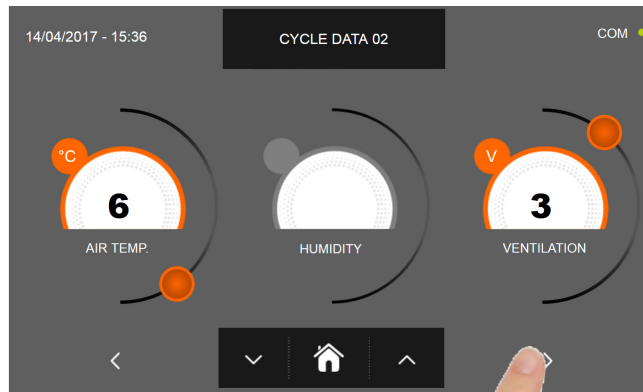 14/04/2017 - 15:36
CYCLE DATA 02
COM
°C
V
6
3
AIR TEMP.
HUMIDITY
VENTILATION